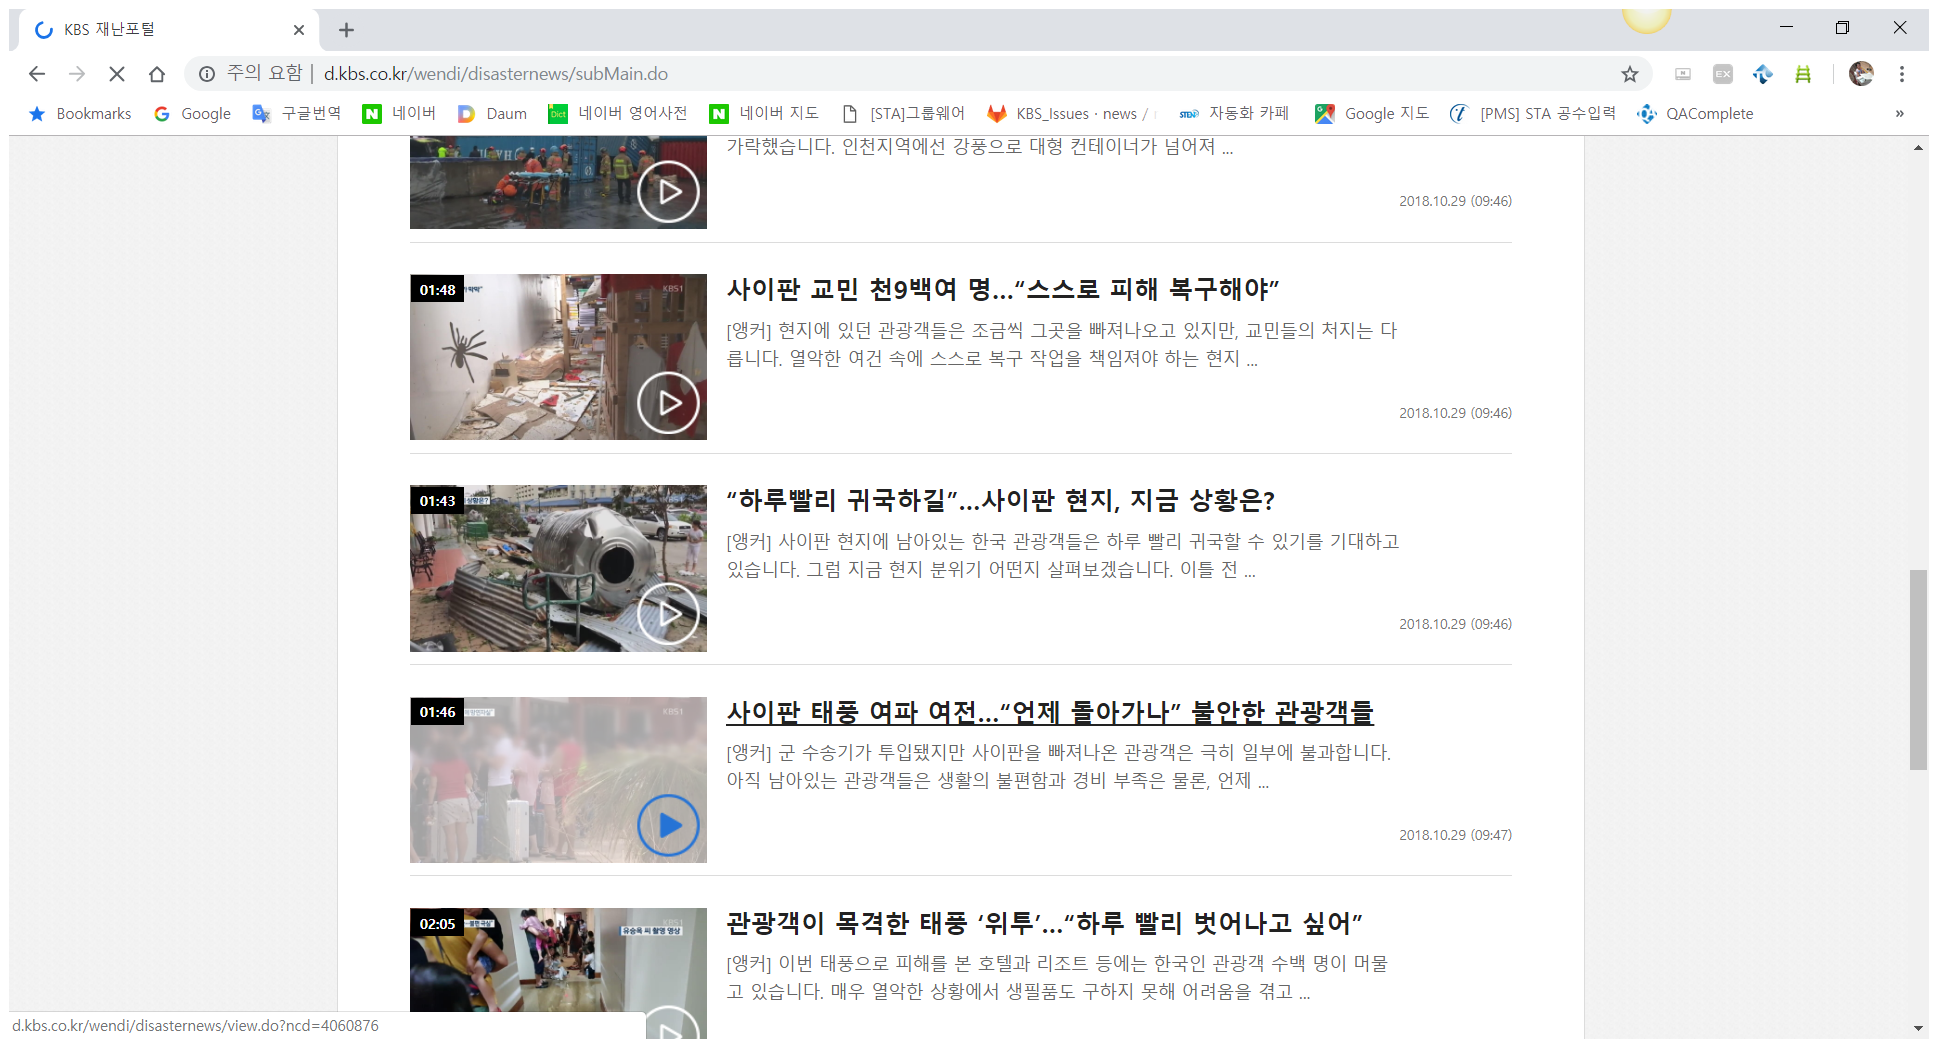 KBS 재난포털
주의 요함 | d.kbs.co.kr/wendi/disasternews/subMain.do
EX
Bookmarks Google 구글번역 네이버 Daum 네이버 영어사전 네이버 지도 [STA]그룹웨어 KBS_Issues · news / 자동화 카페 Google 지도 [PMS] STA 공수입력 QAComplete »
가락했습니다. 인천지역에선 강풍으로 대형 컨테이너가 넘어져 ...
2018.10.29 (09:46)
01:48
KBS1
사이판 교민 천9백여 명…“스스로 피해 복구해야”
[앵커] 현지에 있던 관광객들은 조금씩 그곳을 빠져나오고 있지만, 교민들의 처지는 다
릅니다. 열악한 여건 속에 스스로 복구 작업을 책임져야 하는 현지 ...
2018.10.29 (09:46)
01:43
상황은?
KBS1
“하루빨리 귀국하길”…사이판 현지, 지금 상황은?
[앵커] 사이판 현지에 남아있는 한국 관광객들은 하루 빨리 귀국할 수 있기를 기대하고
있습니다. 그럼 지금 현지 분위기 어떤지 살펴보겠습니다. 이틀 전 ...
2018.10.29 (09:46)
01:46
KBS1
사이판 태풍 여파 여전…“언제 돌아가나” 불안한 관광객들
[앵커] 군 수송기가 투입됐지만 사이판을 빠져나온 관광객은 극히 일부에 불과합니다.
아직 남아있는 관광객들은 생활의 불편함과 경비 부족은 물론, 언제 ...
2018.10.29 (09:47)
02:05
KBS1
유승목 씨 촬영 영상
관광객이 목격한 태풍 ‘위투’…“하루 빨리 벗어나고 싶어”
[앵커] 이번 태풍으로 피해를 본 호텔과 리조트 등에는 한국인 관광객 수백 명이 머물
고 있습니다. 매우 열악한 상황에서 생필품도 구하지 못해 어려움을 겪고 ...
d.kbs.co.kr/wendi/disasternews/view.do?ncd=4060876